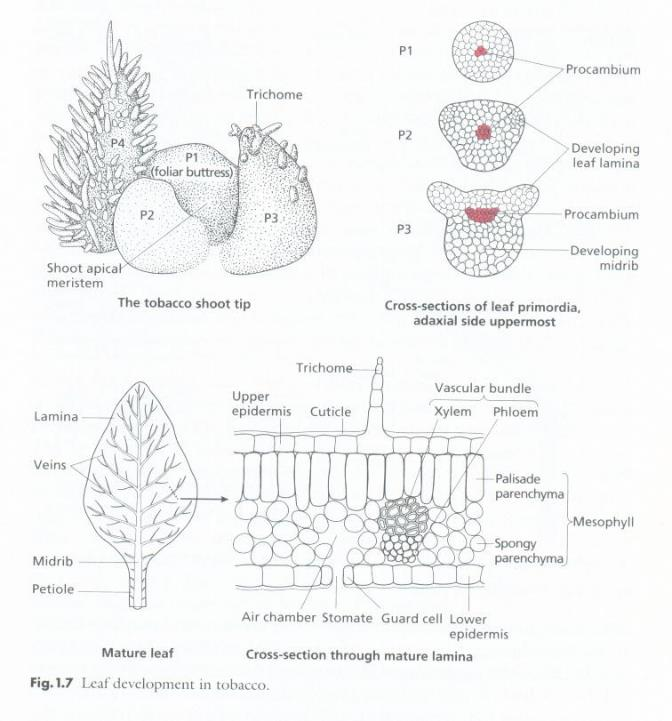 Trichome
P4
P1
(foliar buttress)
P2
P3
Shoot apical
meristem
The tobacco shoot tip
P1
Procambium
P2
Developing
leaf lamina
Procambium
P3
Developing
midrib
Cross-sections of leaf primordia,
adaxial side uppermost
Lamina
Veins
Midrib
Petiole
Mature leaf
Trichome
Vascular bundle
Upper
epidermis
Cuticle
Xylem
Phloem
Palisade
parenchyma
Mesophyll
Spongy
parenchyma
Air chamber
Stomate
Guard cell
Lower
epidermis
Cross-section through mature lamina
Fig.1.7 Leaf development in tobacco.